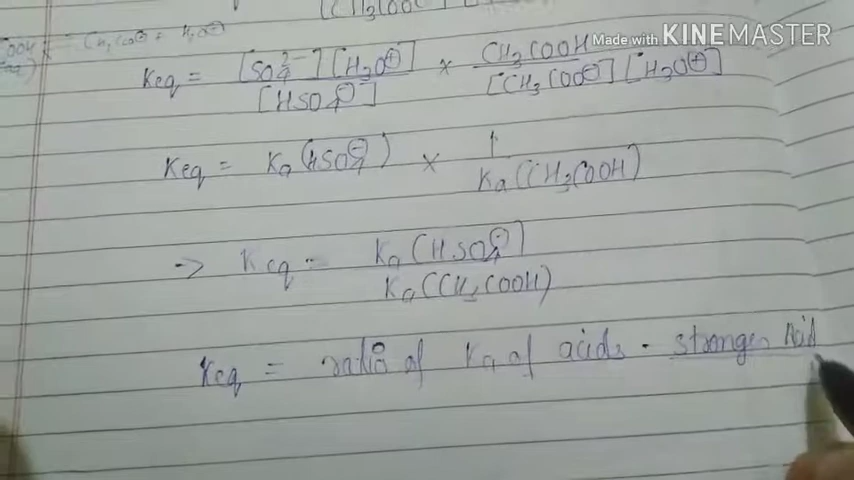 [CH3COO
Made with KINEMASTER
Keq = [SO4 2-][H3O⊕] / [HSO4⊖] × CH3COOH / [CH3COO⊖][H3O⊕]
Keq = Ka (HSO4⊖) × 1 / Ka (CH3COOH)
→ Keq = Ka (HSO4⊖) / Ka (CH3COOH)
Keq = ratio of Ka of acids. stronger Acid